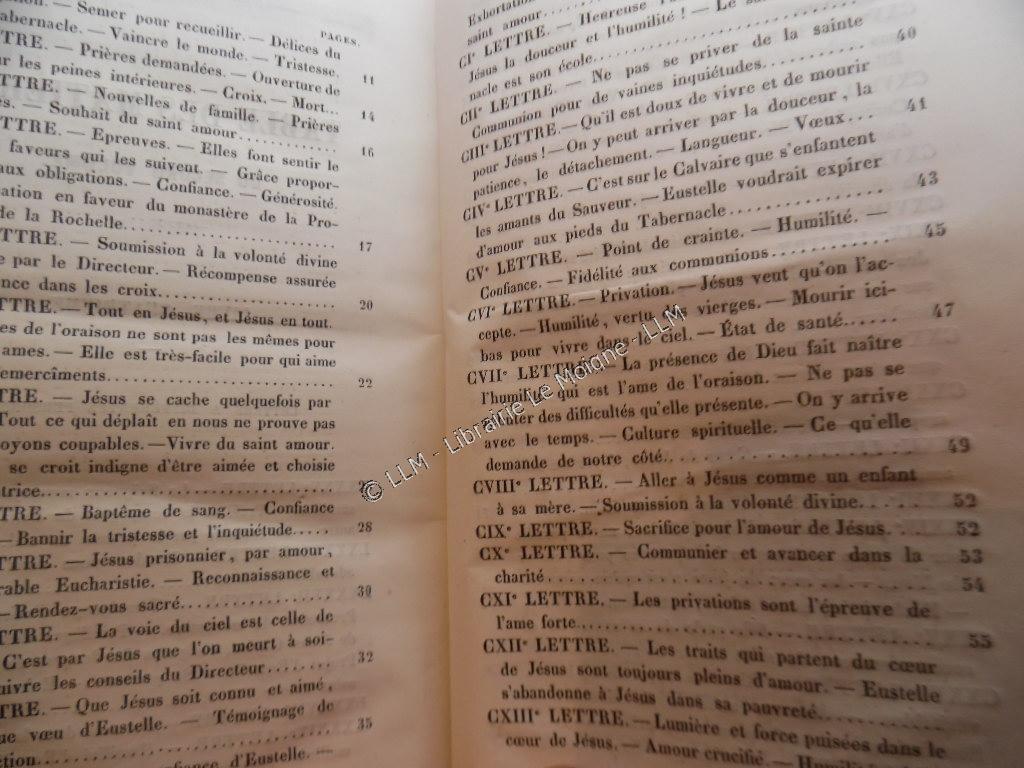 PAGES.
— Semer pour recueillir. — Délices du
abernacle. — Vaincre le monde. — Tristesse.
TTRE. — Prières demandées. — Ouverture de
ur les peines intérieures. — Croix. — Mort... 11
LETTRE. — Nouvelles de famille. — Prières
es. — Souhait du saint amour........ 14
ETTRE. — Epreuves. — Elles font sentir le 16
faveurs qui les suivent. — Grâce propor-
aux obligations. — Confiance. — Générosité.
ation en faveur du monastère de la Pro-
de la Rochelle........ 17
ETTRE. — Soumission à la volonté divine
e par le Directeur. — Récompense assurée
ence dans les croix........ 20
TTRE. — Tout en Jésus, et Jésus en tout.
es de l'oraison ne sont pas les mêmes pour
ames. — Elle est très-facile pour qui aime
emercîments........ 22
TRE. — Jésus se cache quelquefois par
Tout ce qui déplaît en nous ne prouve pas
oyons coupables. — Vivre du saint amour.
se croit indigne d'être aimée et choisie
trice........
TRE. — Baptême de sang. — Confiance
— Bannir la tristesse et l'inquiétude..... 28
TTRE. — Jésus prisonnier, par amour,
rable Eucharistie. — Reconnaissance et
— Rendez-vous sacré........ 30
TTRE. — La voie du ciel est celle de
C'est par Jésus que l'on meurt à soi-
uivre les conseils du Directeur........ 32
TRE. — Que Jésus soit connu et aimé,
ue vœu d'Eustelle. — Témoignage de
ction........ 35
nfiance d'Eustelle. —
Exhortation
saint amour........
CIe LETTRE. — Heureuse
Jésus la douceur et l'humilité ! — Le
nacle est son école........
CIIe LETTRE. — Ne pas se priver de la sainte 40
Communion pour de vaines inquiétudes........
CIIIe LETTRE. — Qu'il est doux de vivre et de mourir
pour Jésus ! — On y peut arriver par la douceur, la 41
patience, le détachement. — Langueur. — Vœux...
CIVe LETTRE. — C'est sur le Calvaire que s'enfantent
les amants du Sauveur. — Eustelle voudrait expirer
d'amour aux pieds du Tabernacle........ 43
CVe LETTRE. — Point de crainte. — Humilité. —
Confiance. — Fidélité aux communions........ 45
CVIe LETTRE. — Privation. — Jésus veut qu'on l'ac-
cepte. — Humilité, vertu des vierges. — Mourir ici-
bas pour vivre dans le ciel. — État de santé..... 47
CVIIe LETTRE. — La présence de Dieu fait naître
l'humilité qui est l'ame de l'oraison. — Ne pas se
des difficultés qu'elle présente. — On y arrive
avec le temps. — Culture spirituelle. — Ce qu'elle
demande de notre côté........ 49
CVIIIe LETTRE. — Aller à Jésus comme un enfant
à sa mère. — Soumission à la volonté divine..... 52
CIXe LETTRE. — Sacrifice pour l'amour de Jésus. 52
CXe LETTRE. — Communier et avancer dans la 53
charité........ 54
CXIe LETTRE. — Les privations sont l'épreuve de
l'ame forte........ 55
CXIIe LETTRE. — Les traits qui partent du cœur
de Jésus sont toujours pleins d'amour. — Eustelle
s'abandonne à Jésus dans sa pauvreté........
CXIIIe LETTRE. — Lumière et force puisées dans le
cœur de Jésus. — Amour crucifié. —
© LLM - Librairie Le Moigne - LLM